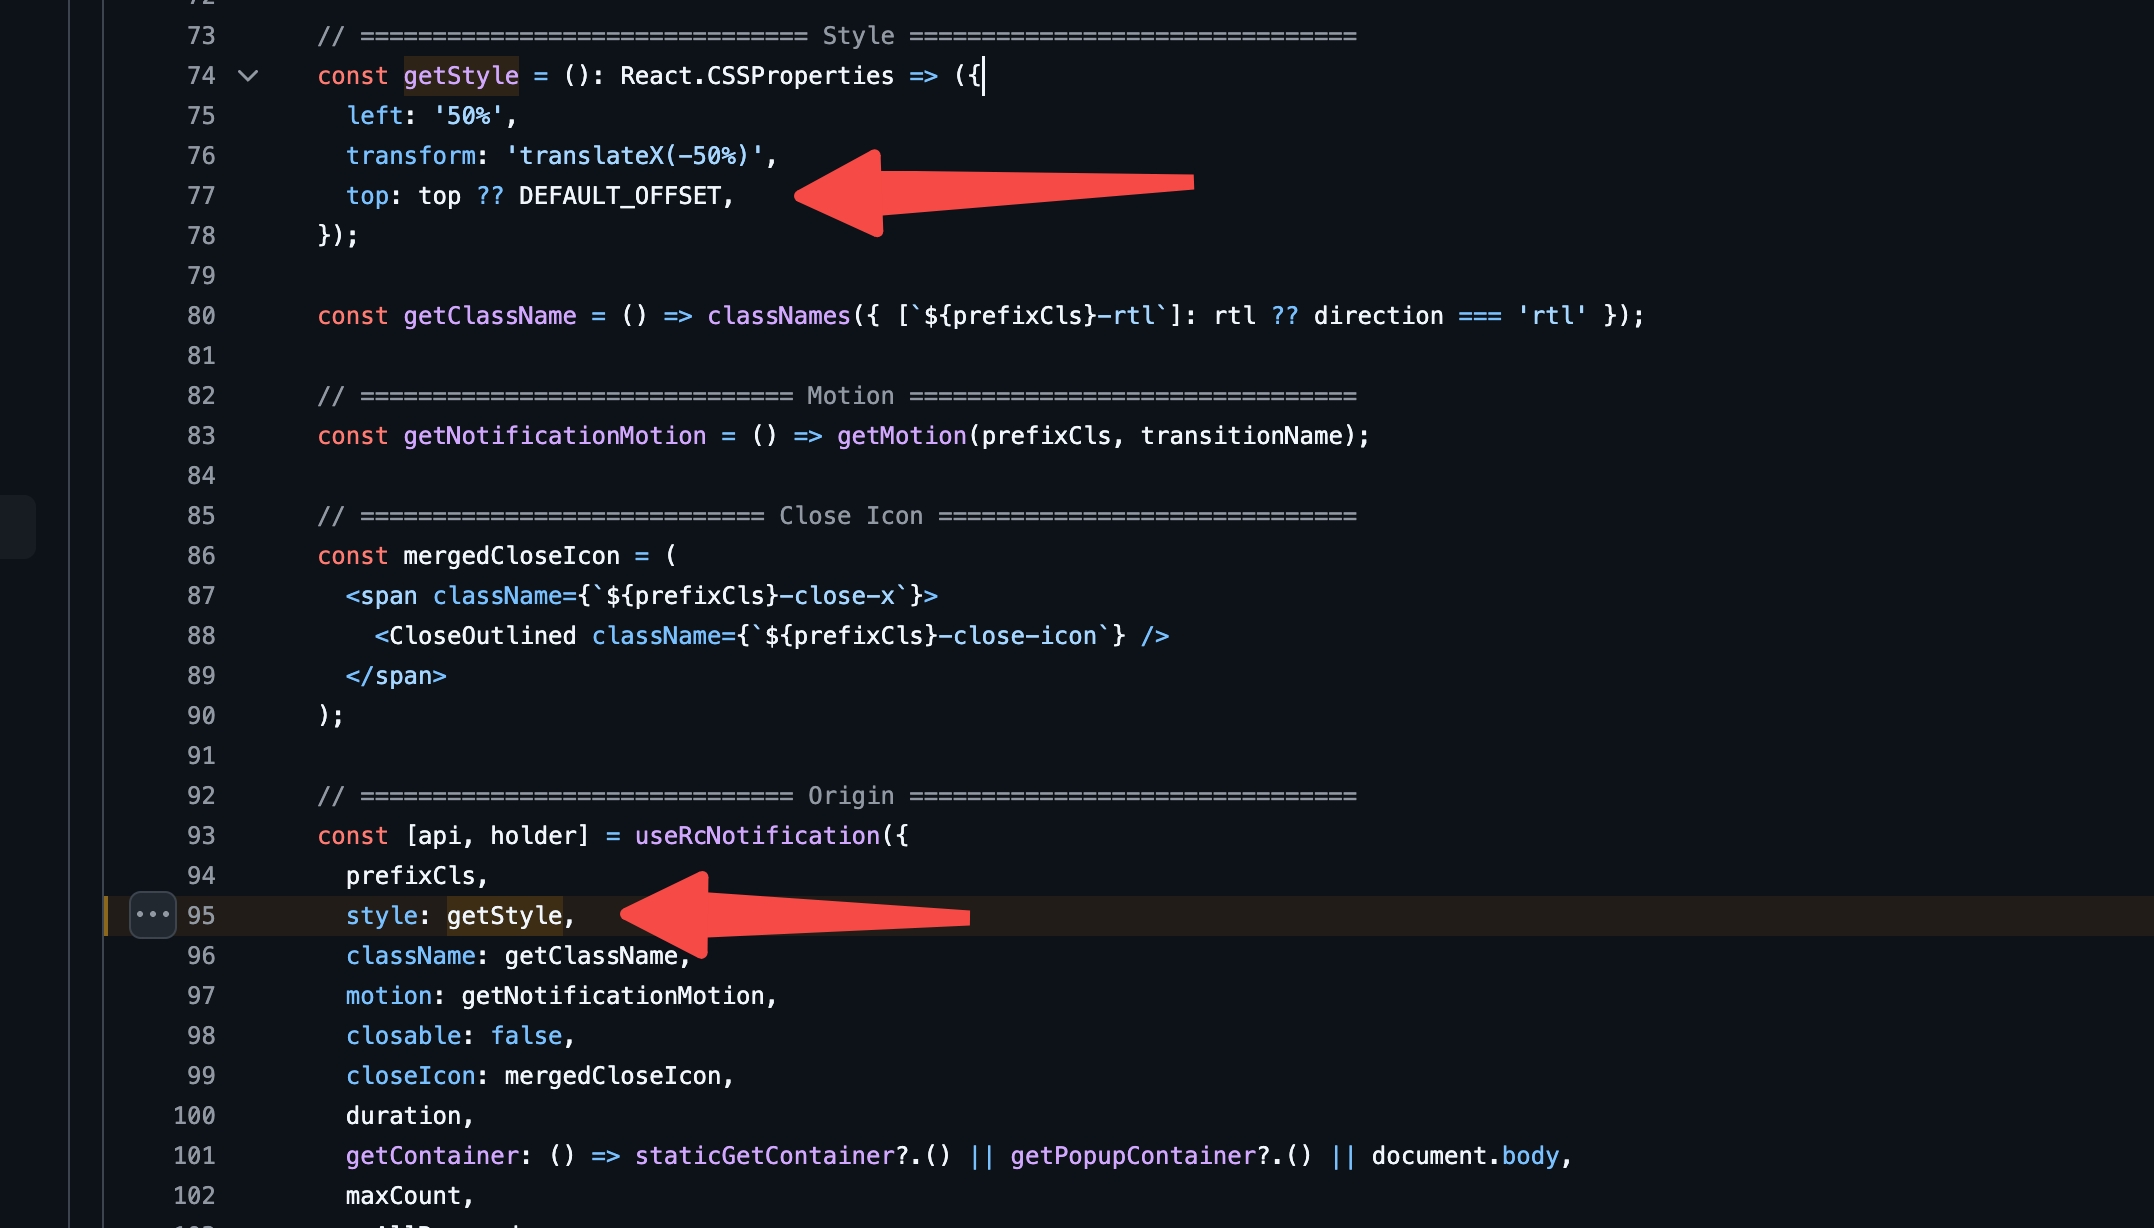 73 // =============================== Style ===============================
74 const getStyle = (): React.CSSProperties => ({
75 left: '50%',
76 transform: 'translateX(-50%)',
77 top: top ?? DEFAULT_OFFSET,
78 });
79
80 const getClassName = () => classNames({ [`${prefixCls}-rtl`]: rtl ?? direction === 'rtl' });
81
82 // ============================== Motion ===============================
83 const getNotificationMotion = () => getMotion(prefixCls, transitionName);
84
85 // ============================ Close Icon =============================
86 const mergedCloseIcon = (
87 <span className={`${prefixCls}-close-x`}>
88 <CloseOutlined className={`${prefixCls}-close-icon`} />
89 </span>
90 );
91
92 // ============================== Origin ===============================
93 const [api, holder] = useRcNotification({
94 prefixCls,
95 style: getStyle,
96 className: getClassName,
97 motion: getNotificationMotion,
98 closable: false,
99 closeIcon: mergedCloseIcon,
100 duration,
101 getContainer: () => staticGetContainer?.() || getPopupContainer?.() || document.body,
102 maxCount,